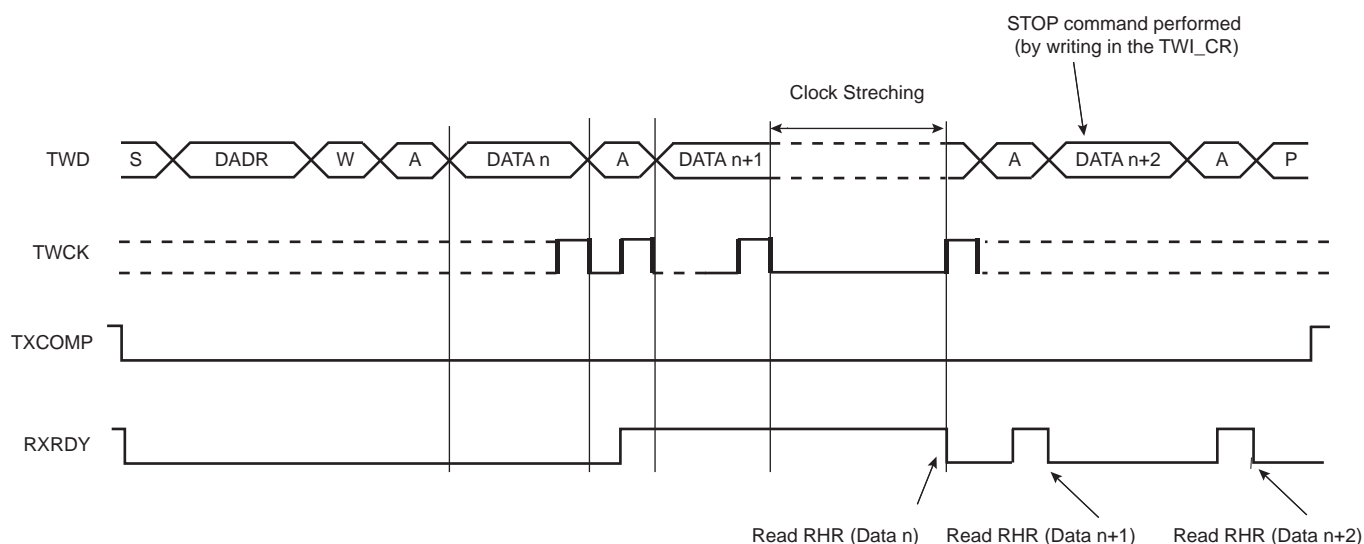 STOP command performed
(by writing in the TWI_CR)
Clock Streching
TWD S DADR W A DATA n A DATA n+1 A DATA n+2 A P
TWCK
TXCOMP
RXRDY
Read RHR (Data n) Read RHR (Data n+1) Read RHR (Data n+2)